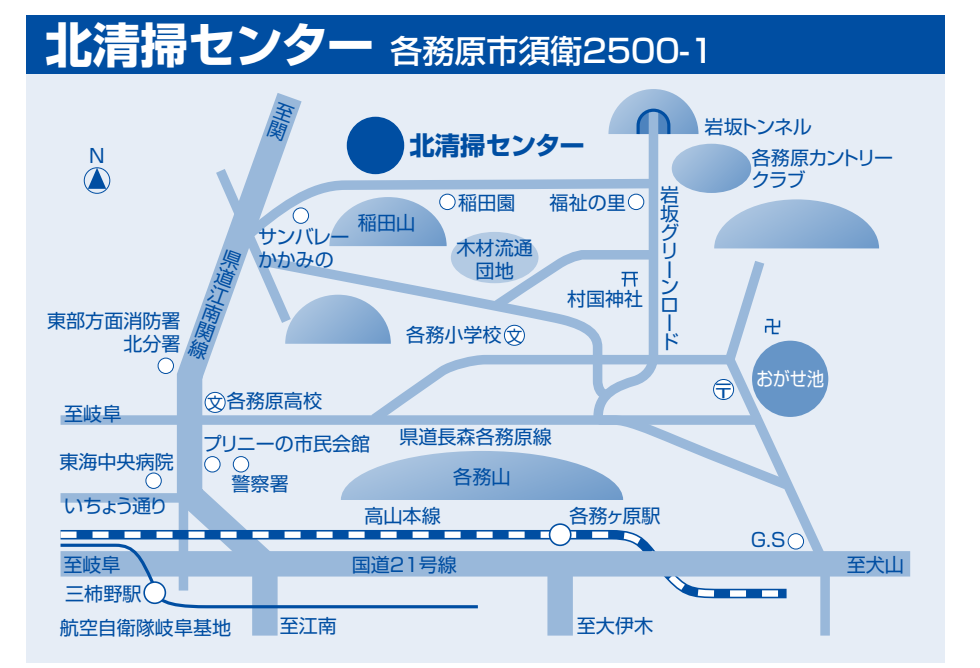 北清掃センター 各務原市須衛2500-1
至関
北清掃センター
岩坂トンネル
各務原カントリー
クラブ
N
稲田園
福祉の里
稲田山
サンバレー
かかみの
木材流通
団地
岩坂グリーンロード
村国神社
県道江南関線
東部方面消防署
北分署
各務小学校
文
卍
おがせ池
〒
文
各務原高校
至岐阜
プリニーの市民会館
県道長森各務原線
東海中央病院
警察署
各務山
いちょう通り
高山本線
各務ヶ原駅
G.S
至岐阜
国道21号線
至犬山
三柿野駅
航空自衛隊岐阜基地
至江南
至大伊木